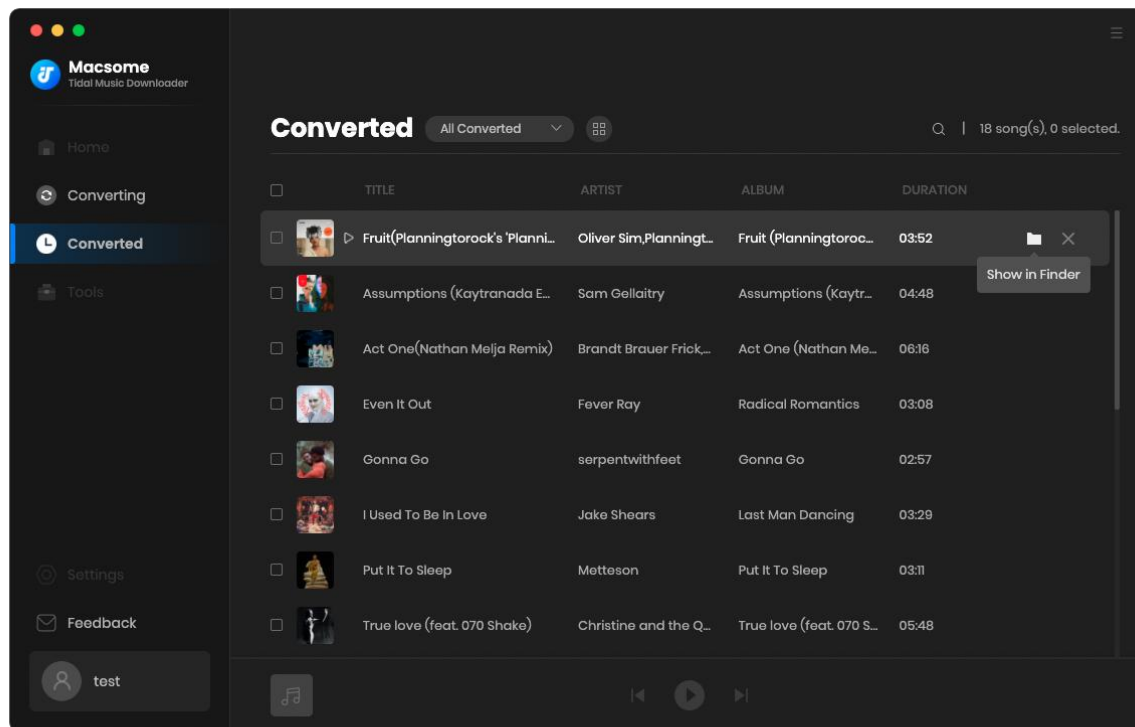 Macsome
Tidal Music Downloader
Home
Converting
Converted
Tools
Settings
Feedback
test
Converted All Converted 18 song(s), 0 selected.
TITLE ARTIST ALBUM DURATION
Fruit(Planningtorock's 'Planni... Oliver Sim,Planningt... Fruit (Planningtoroc... 03:52
Show in Finder
Assumptions (Kaytranada E... Sam Gellaitry Assumptions (Kaytr... 04:48
Act One(Nathan Melja Remix) Brandt Brauer Frick,... Act One (Nathan Me... 06:16
Even It Out Fever Ray Radical Romantics 03:08
Gonna Go serpentwithfeet Gonna Go 02:57
I Used To Be In Love Jake Shears Last Man Dancing 03:29
Put It To Sleep Metteson Put It To Sleep 03:11
True love (feat. 070 Shake) Christine and the Q... True love (feat. 070 S... 05:48